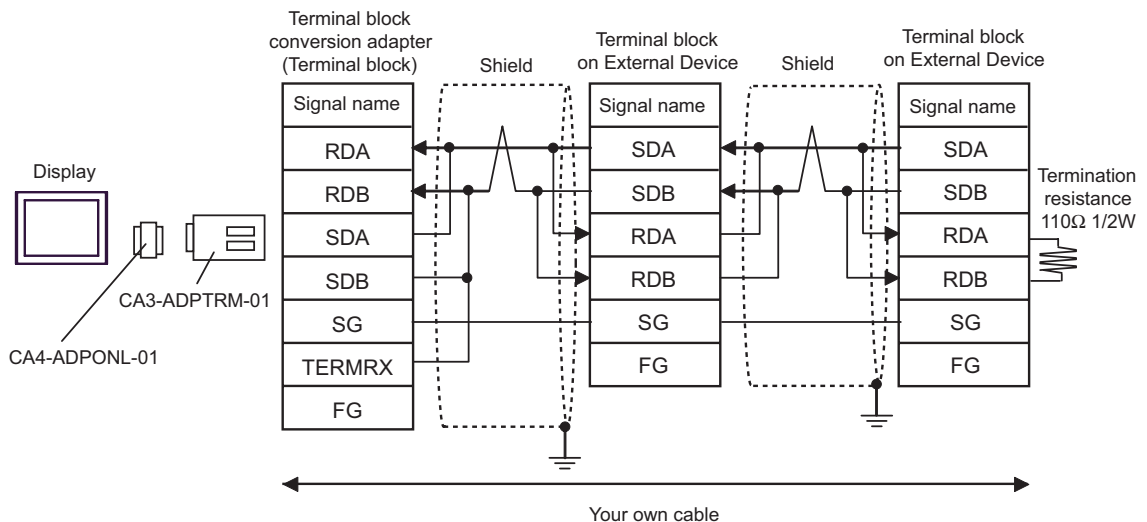 Terminal block
conversion adapter
(Terminal block)
Shield
Terminal block
on External Device
Shield
Terminal block
on External Device
Display
CA3-ADPTRM-01
CA4-ADPONL-01
Signal name
RDA
RDB
SDA
SDB
SG
TERMRX
FG
Signal name
SDA
SDB
RDA
RDB
SG
FG
Signal name
SDA
SDB
RDA
RDB
SG
FG
Termination
resistance
110Ω 1/2W
Your own cable